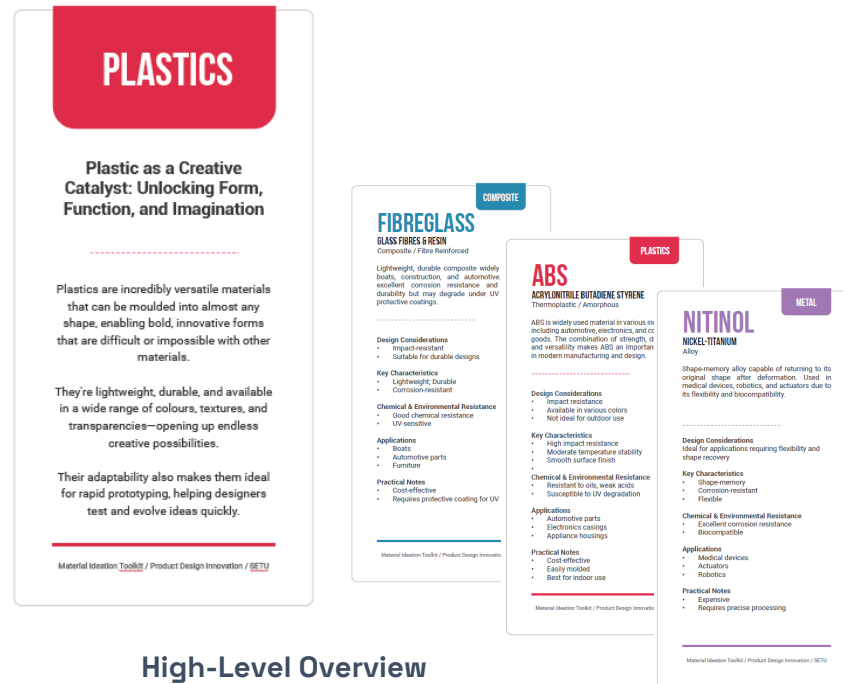 PLASTICS
Plastic as a Creative
Catalyst: Unlocking Form,
Function, and Imagination
Plastics are incredibly versatile materials
that can be moulded into almost any
shape, enabling bold, innovative forms
that are difficult or impossible with other
materials.
They're lightweight, durable, and available
in a wide range of colours, textures, and
transparencies—opening up endless
creative possibilities.
Their adaptability also makes them ideal
for rapid prototyping, helping designers
test and evolve ideas quickly.
Material Ideation Toolkit / Product Design Innovation / SETU
COMPOSITE
FIBREGLASS
GLASS FIBRES & RESIN
Composite / Fibre Reinforced
Lightweight, durable composite widely
boats, construction, and automotive.
excellent corrosion resistance and
durability but may degrade under UV
protective coatings.
Design Considerations
• Impact-resistant
• Suitable for durable designs
Key Characteristics
• Lightweight; Durable
• Corrosion-resistant
Chemical & Environmental Resistance
• Good chemical resistance
• UV-sensitive
Applications
• Boats
• Automotive parts
• Furniture
Practical Notes
• Cost-effective
• Requires protective coating for UV
Material Ideation Toolkit / Product Design Innovatio
PLASTICS
ABS
ACRYLONITRILE BUTADIENE STYRENE
Thermoplastic / Amorphous
ABS is widely used material in various in
including automotive, electronics, and co
goods. The combination of strength, d
and versatility makes ABS an importan
in modern manufacturing and design.
Design Considerations
• Impact resistance
• Available in various colors
• Not ideal for outdoor use
Key Characteristics
• High impact resistance
• Moderate temperature stability
• Smooth surface finish
•
Chemical & Environmental Resistance
• Resistant to oils, weak acids
• Susceptible to UV degradation
Applications
• Automotive parts
• Electronics casings
• Appliance housings
Practical Notes
• Cost-effective
• Easily molded
• Best for indoor use
Material Ideation Toolkit / Product Design Innovatio
METAL
NITINOL
NICKEL-TITANIUM
Alloy
Shape-memory alloy capable of returning to its
original shape after deformation. Used in
medical devices, robotics, and actuators due to
its flexibility and biocompatibility.
Design Considerations
Ideal for applications requiring flexibility and
shape recovery
Key Characteristics
• Shape-memory
• Corrosion-resistant
• Flexible
Chemical & Environmental Resistance
• Excellent corrosion resistance
• Biocompatible
Applications
• Medical devices
• Actuators
• Robotics
Practical Notes
• Expensive
• Requires precise processing
Material Ideation Toolkit / Product Design Innovation / SETU
High-Level Overview